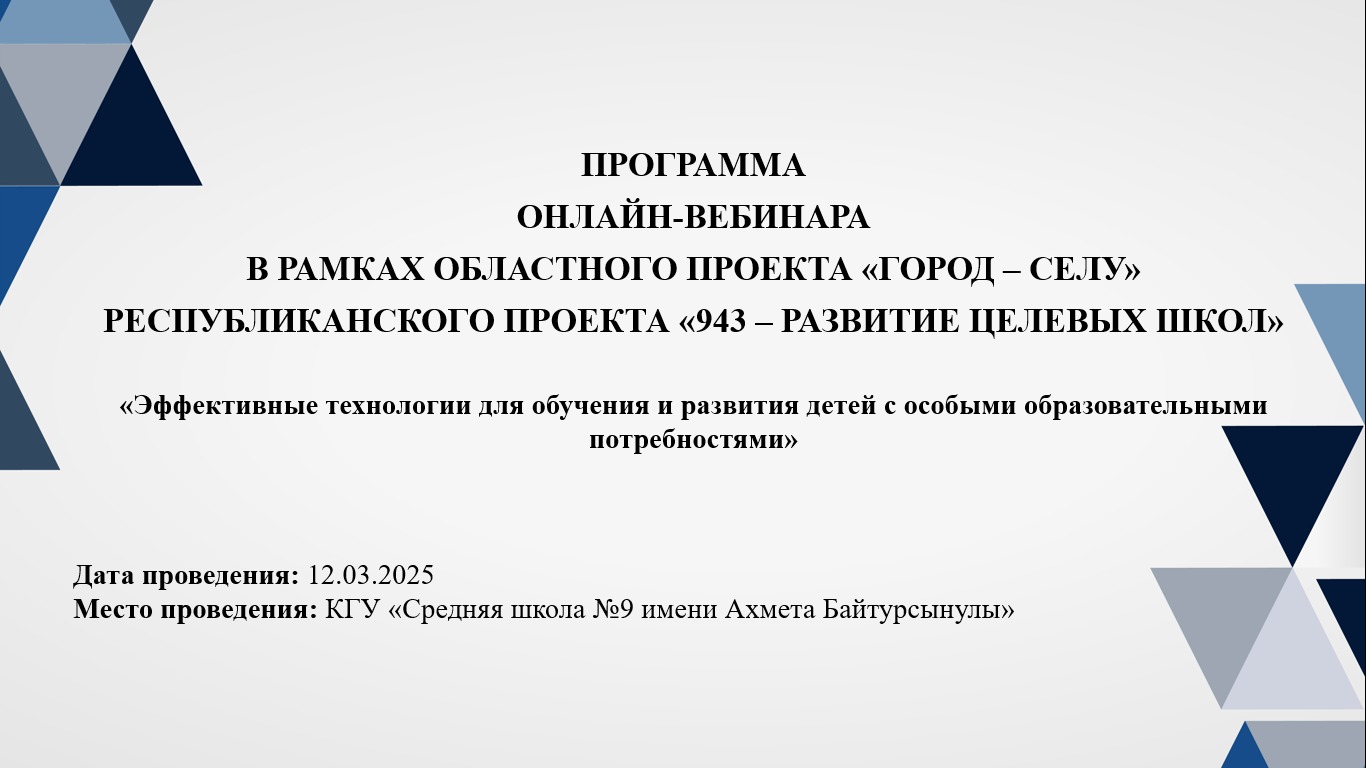 ПРОГРАММА
ОНЛАЙН-ВЕБИНАРА
В РАМКАХ ОБЛАСТНОГО ПРОЕКТА «ГОРОД – СЕЛУ»
РЕСПУБЛИКАНСКОГО ПРОЕКТА «943 – РАЗВИТИЕ ЦЕЛЕВЫХ ШКОЛ»
«Эффективные технологии для обучения и развития детей с особыми образовательными
потребностями»
Дата проведения: 12.03.2025
Место проведения: КГУ «Средняя школа №9 имени Ахмета Байтурсынулы»